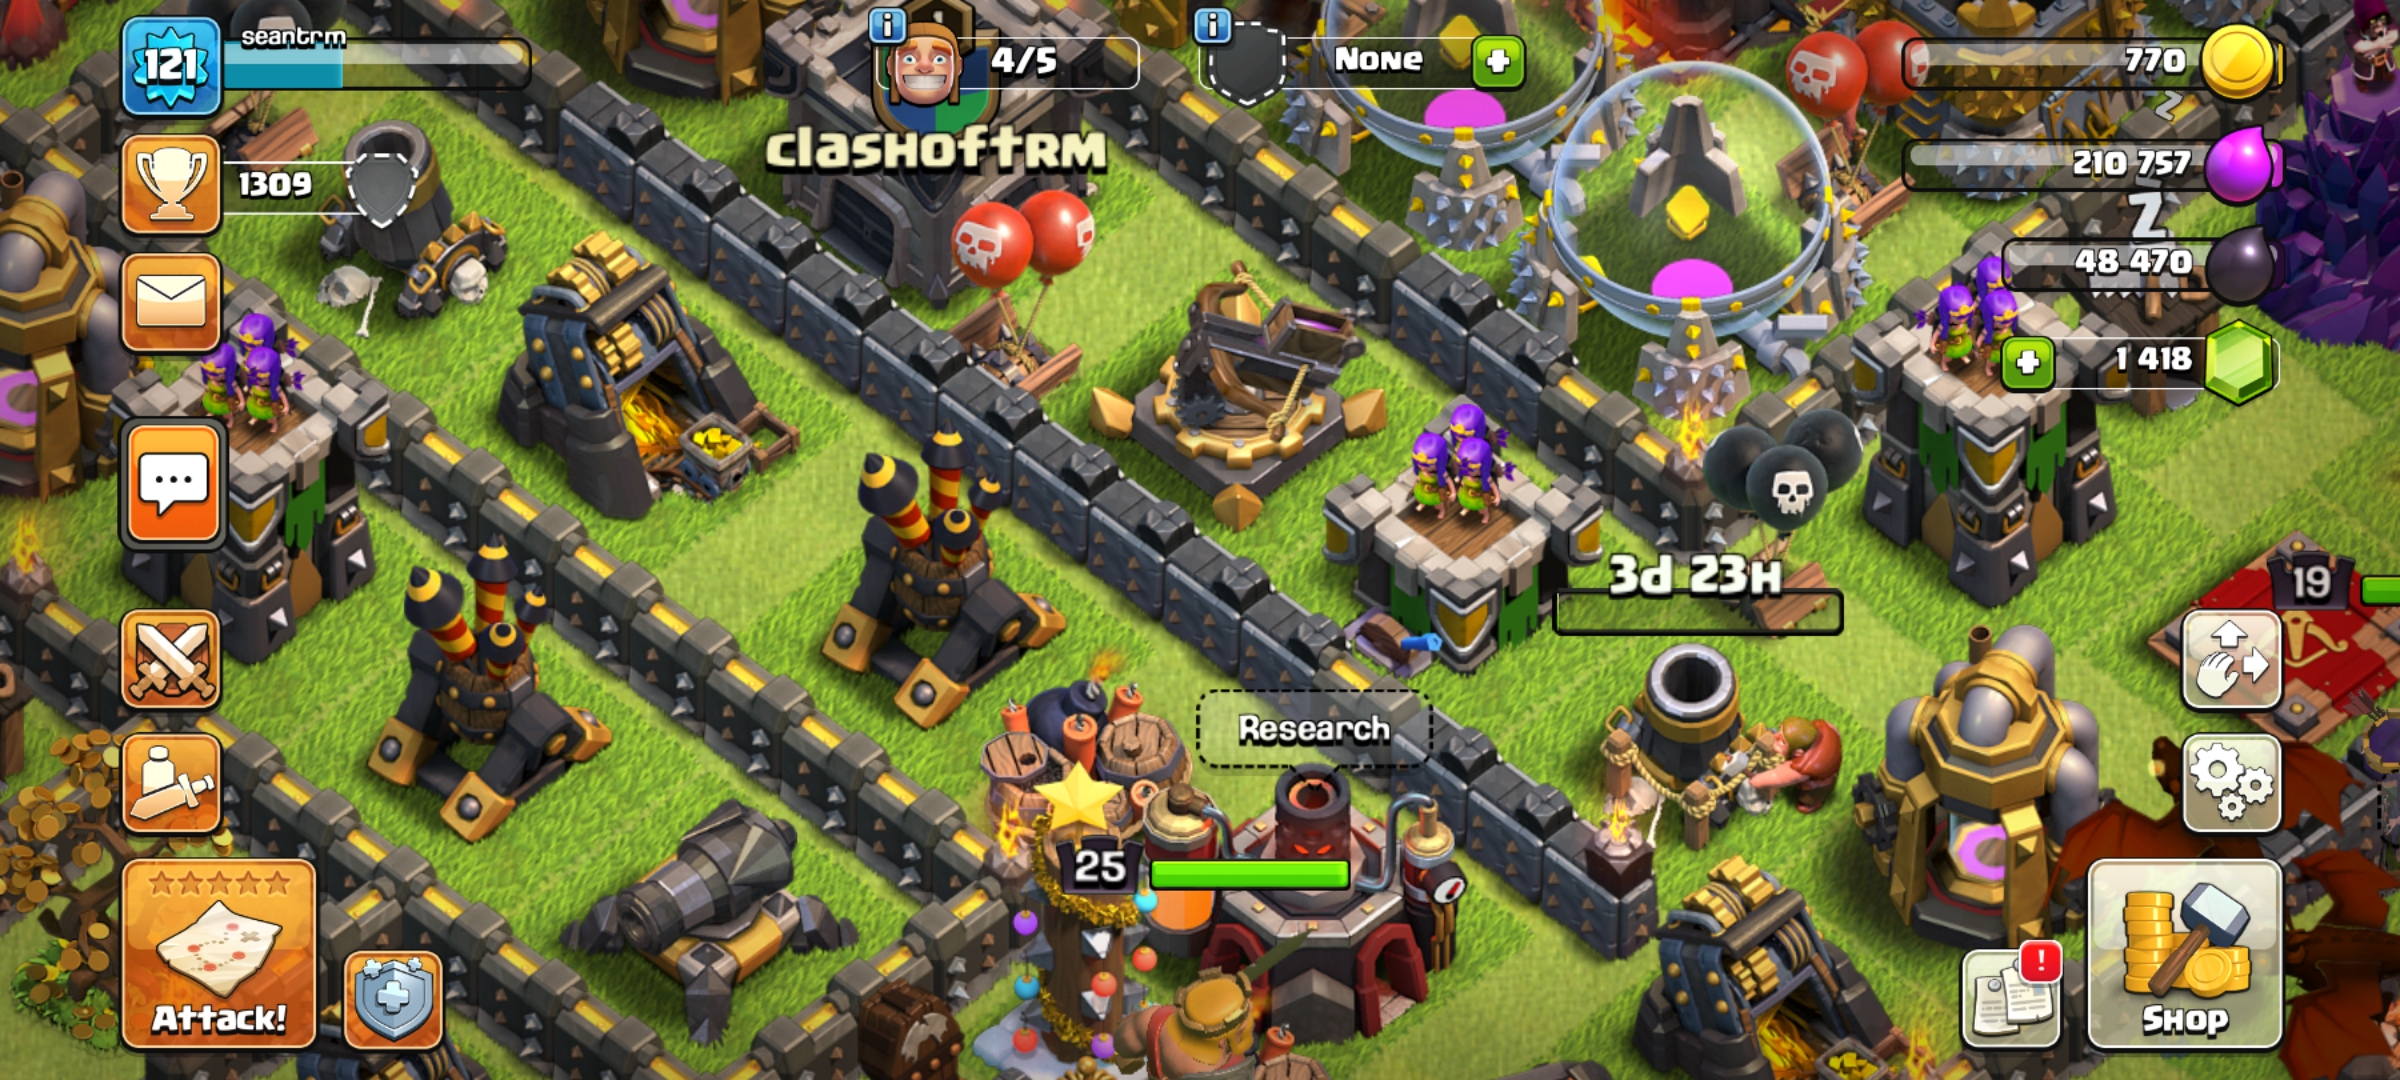 121
seantrm
4/5
None
770
clashoftrm
1309
210 757
48 470
1 418
3d 23H
19
Research
25
Attack!
Shop